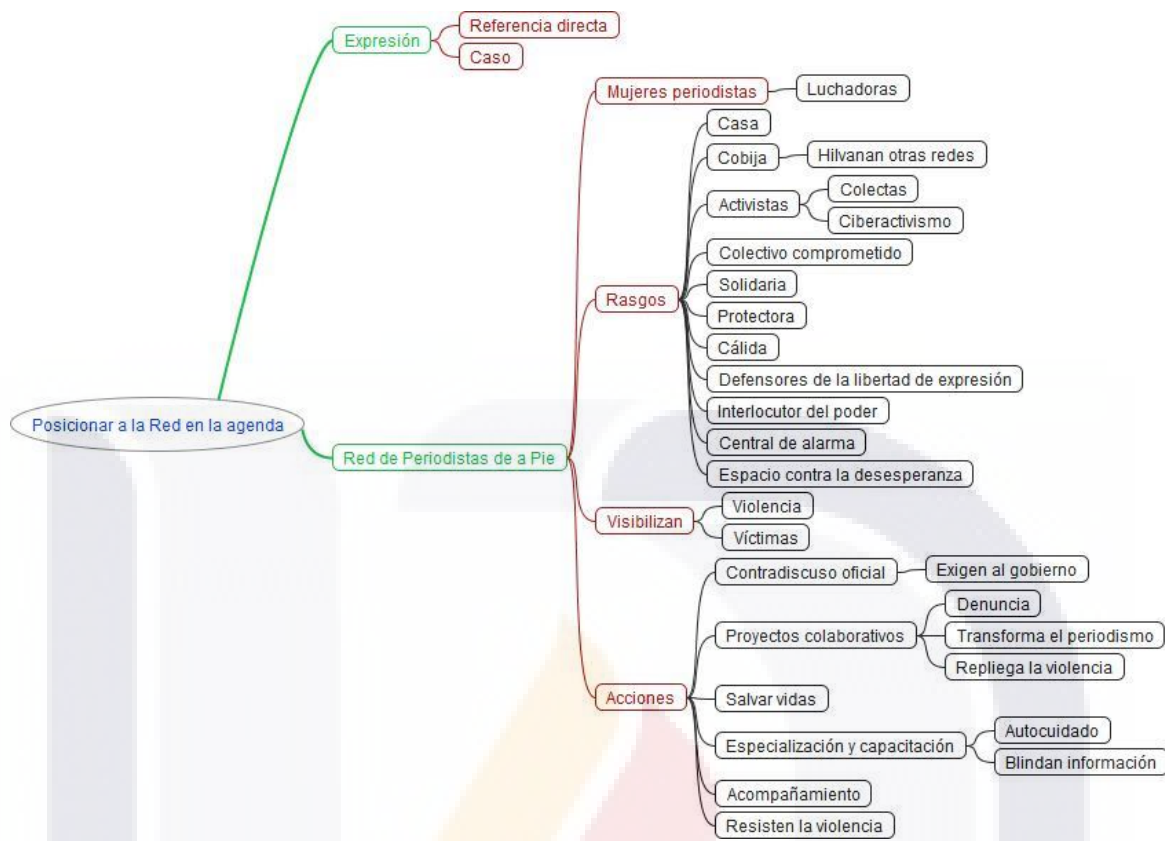 Expresión
Referencia directa
Caso
Mujeres periodistas
Luchadoras
Casa
Cobija
Hilvanan otras redes
Activistas
Colectas
Ciberactivismo
Colectivo comprometido
Rasgos
Solidaria
Protectora
Cálida
Defensores de la libertad de expresión
Interlocutor del poder
Central de alarma
Espacio contra la desesperanza
Posicionar a la Red en la agenda
Red de Periodistas de a Pie
Visibilizan
Violencia
Víctimas
Contradiscuso oficial
Exigen al gobierno
Proyectos colaborativos
Denuncia
Transforma el periodismo
Repliega la violencia
Acciones
Salvar vidas
Especialización y capacitación
Autocuidado
Blindan información
Acompañamiento
Resisten la violencia